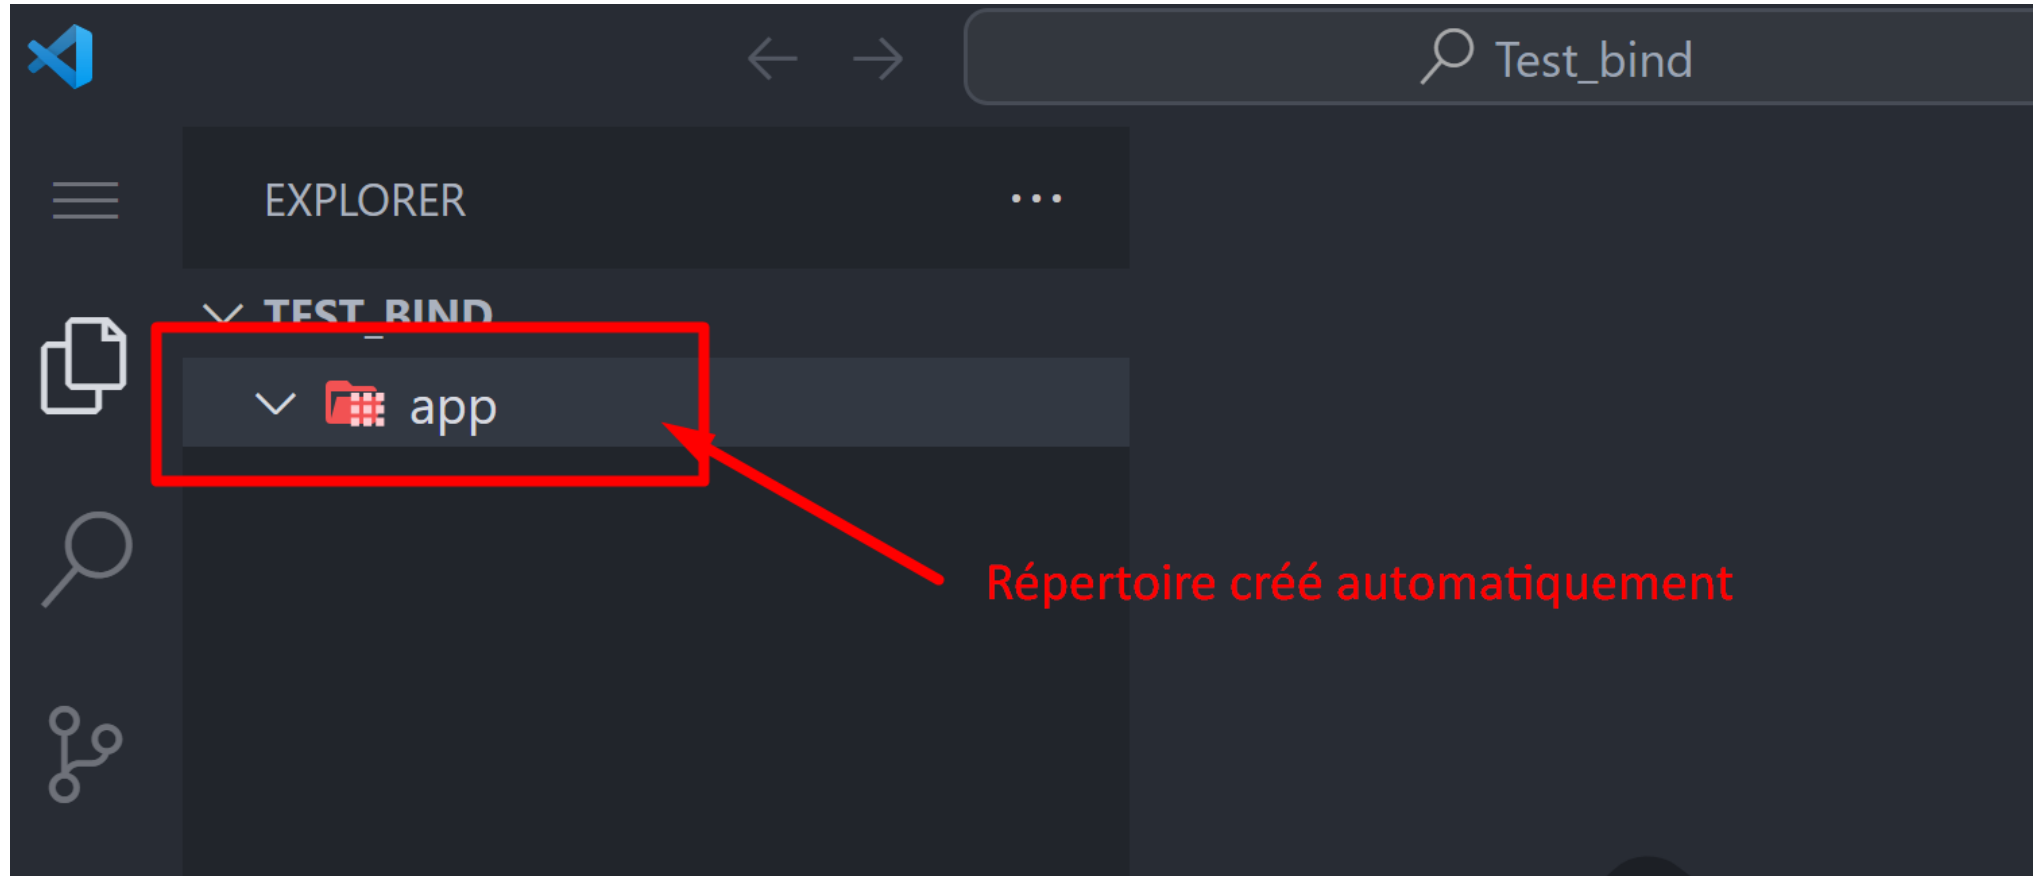 Test_bind
EXPLORER
TEST_BIND
app
Répertoire créé automatiquement